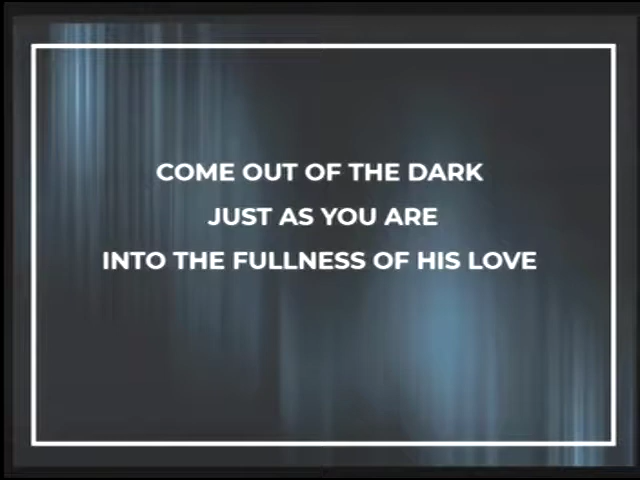 COME OUT OF THE DARK
JUST AS YOU ARE
INTO THE FULLNESS OF HIS LOVE